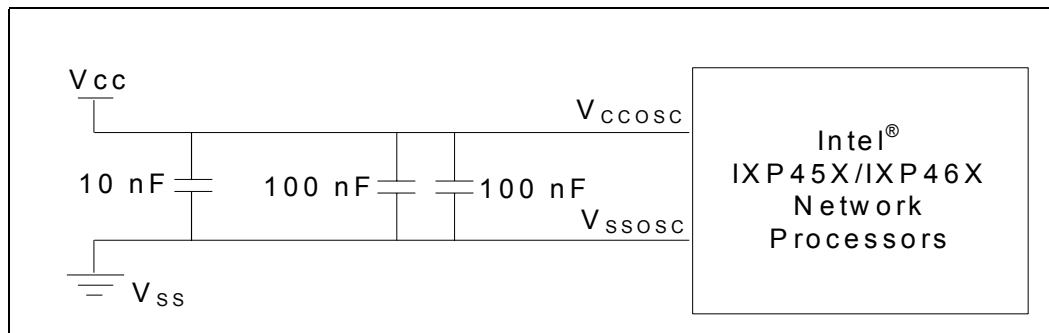 Vcc
VCCOSC
10 nF
100 nF
100 nF
VSSOSC
VSS
Intel®
IXP45X/IXP46X
Network
Processors